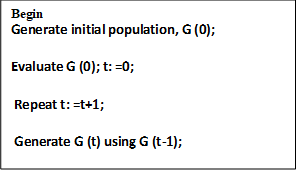 Begin
Generate initial population, G (0);
Evaluate G (0); t: =0;
Repeat t: =t+1;
Generate G (t) using G (t-1);